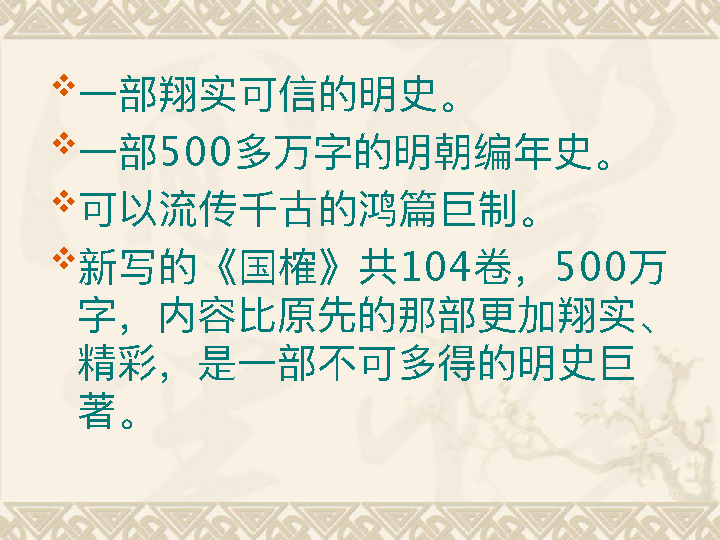 一部翔实可信的明史。
一部500多万字的明朝编年史。
可以流传千古的鸿篇巨制。
新写的《国榷》共104卷，500万
字，内容比原先的那部更加翔实、
精彩，是一部不可多得的明史巨
著。